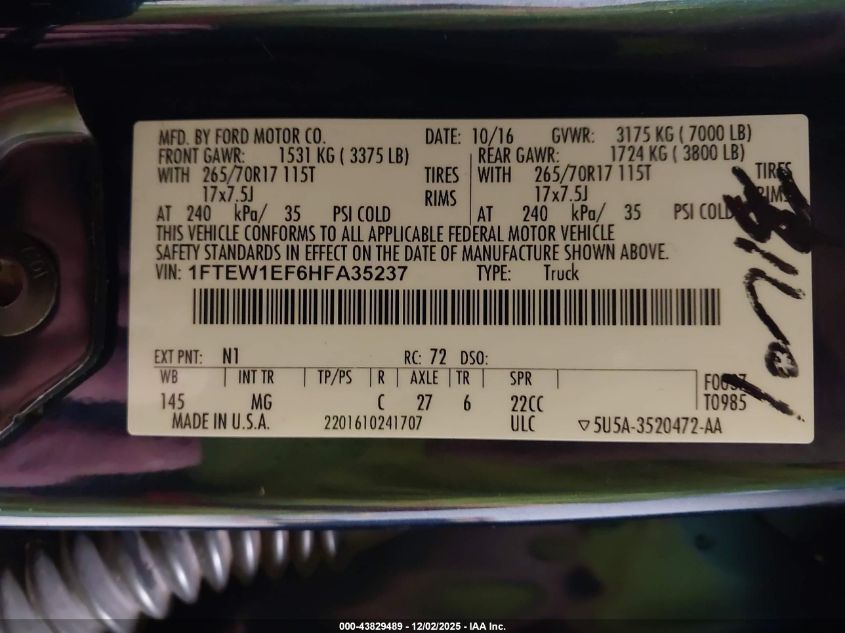 MFD. BY FORD MOTOR CO. DATE: 10/16 GVWR: 3175 KG ( 7000 LB)
FRONT GAWR: 1531 KG ( 3375 LB) REAR GAWR: 1724 KG ( 3800 LB)
WITH 265/70R17 115T TIRES WITH 265/70R17 115T TIRES
17x7.5J RIMS 17x7.5J RIMS
AT 240 kPa/ 35 PSI COLD AT 240 kPa/ 35 PSI COLD
THIS VEHICLE CONFORMS TO ALL APPLICABLE FEDERAL MOTOR VEHICLE
SAFETY STANDARDS IN EFFECT ON THE DATE OF MANUFACTURE SHOWN ABOVE.
VIN: 1FTEW1EF6HFA35237 TYPE: Truck
EXT PNT: N1 RC: 72 DSO:
WB INT TR TP/PS R AXLE TR SPR
145 MG C 27 6 22CC T0985
MADE IN U.S.A. 2201610241707 ULC ▽5U5A-3520472-AA
000-43829489 - 12/02/2025 - IAA Inc.